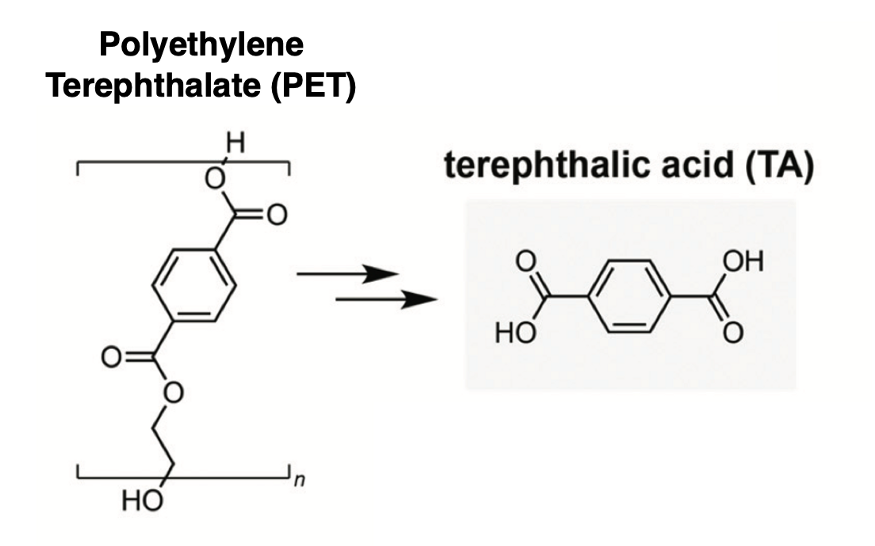 Polyethylene
Terephthalate (PET)
terephthalic acid (TA)
H
O
O
O
O
HO
n
O
OH
HO
O